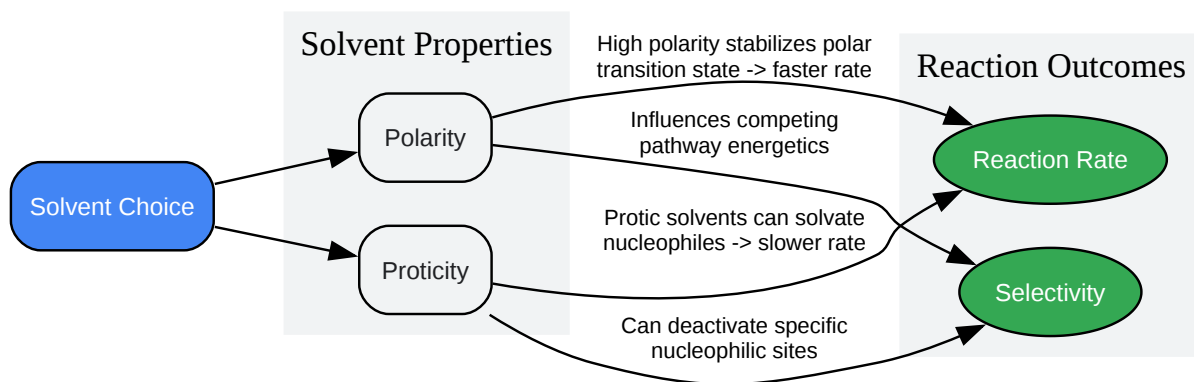 Solvent Properties
High polarity stabilizes polar
transition state -> faster rate
Reaction Outcomes
Polarity
Influences competing
pathway energetics
Reaction Rate
Solvent Choice
Protic solvents can solvate
nucleophiles -> slower rate
Proticity
Selectivity
Can deactivate specific
nucleophilic sites